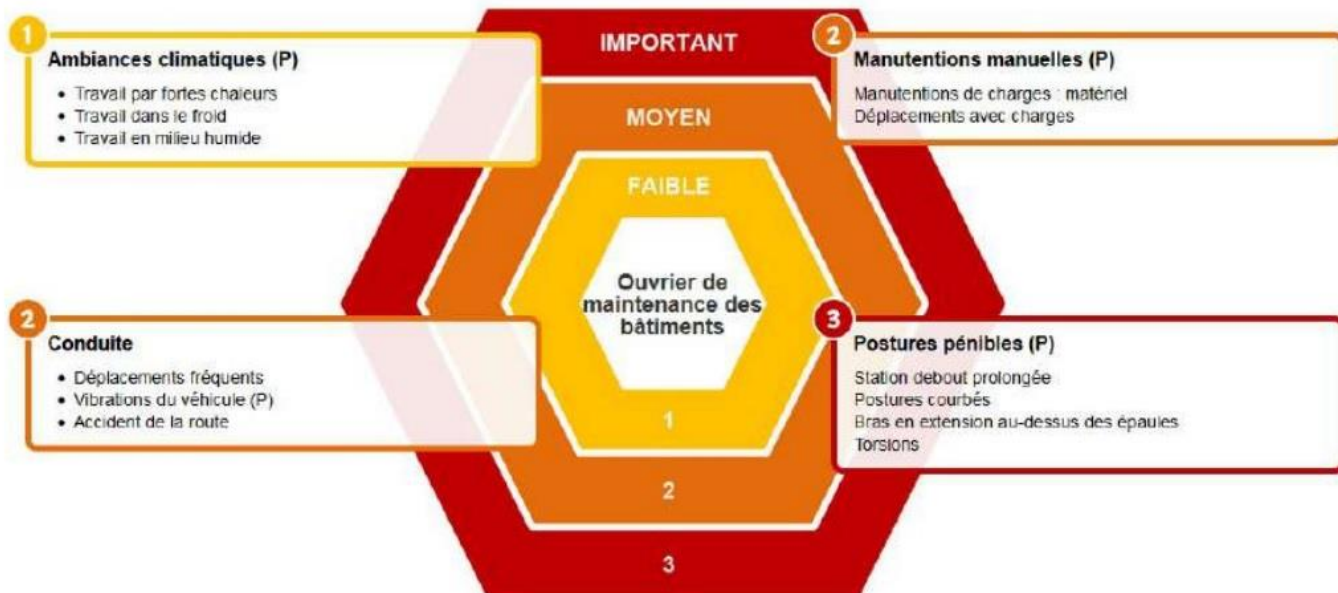 1
Ambiances climatiques (P)
• Travail par fortes chaleurs
• Travail dans le froid
• Travail en milieu humide
IMPORTANT
MOYEN
FAIBLE
2
Manutentions manuelles (P)
Manutentions de charges : matériel
Déplacements avec charges
Ouvrier de
maintenance des
bâtiments
2
Conduite
• Déplacements fréquents
• Vibrations du véhicule (P)
• Accident de la route
3
Postures pénibles (P)
Station debout prolongée
Postures courbés
Bras en extension au-dessus des épaules
Torsions
1
2
3